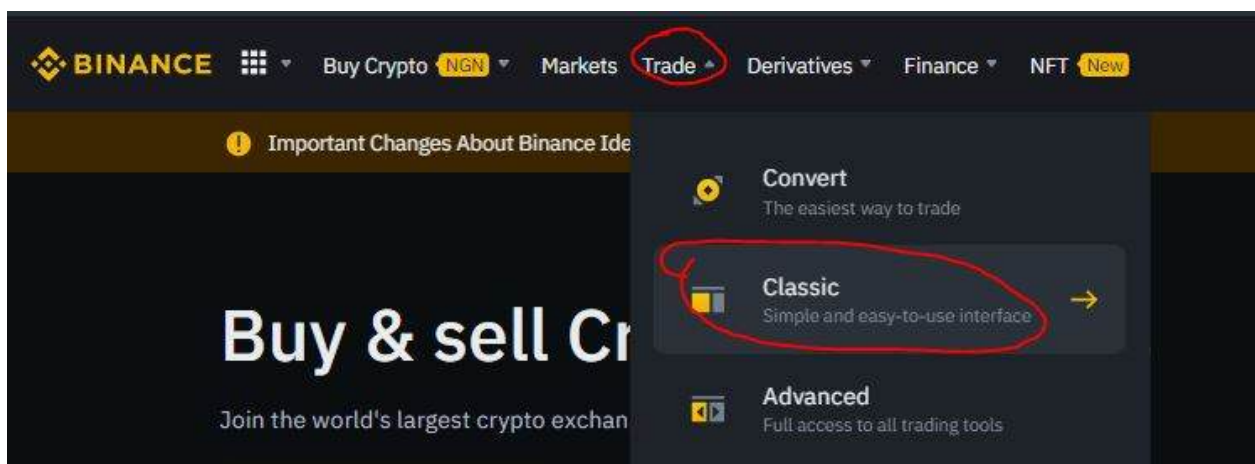 BINANCE Buy Crypto NGN Markets Trade Derivatives Finance NFT New
Important Changes About Binance Ide
Convert
The easiest way to trade
Classic
Simple and easy-to-use interface
Buy & sell Cr
Advanced
Join the world's largest crypto exchan
Full access to all trading tools